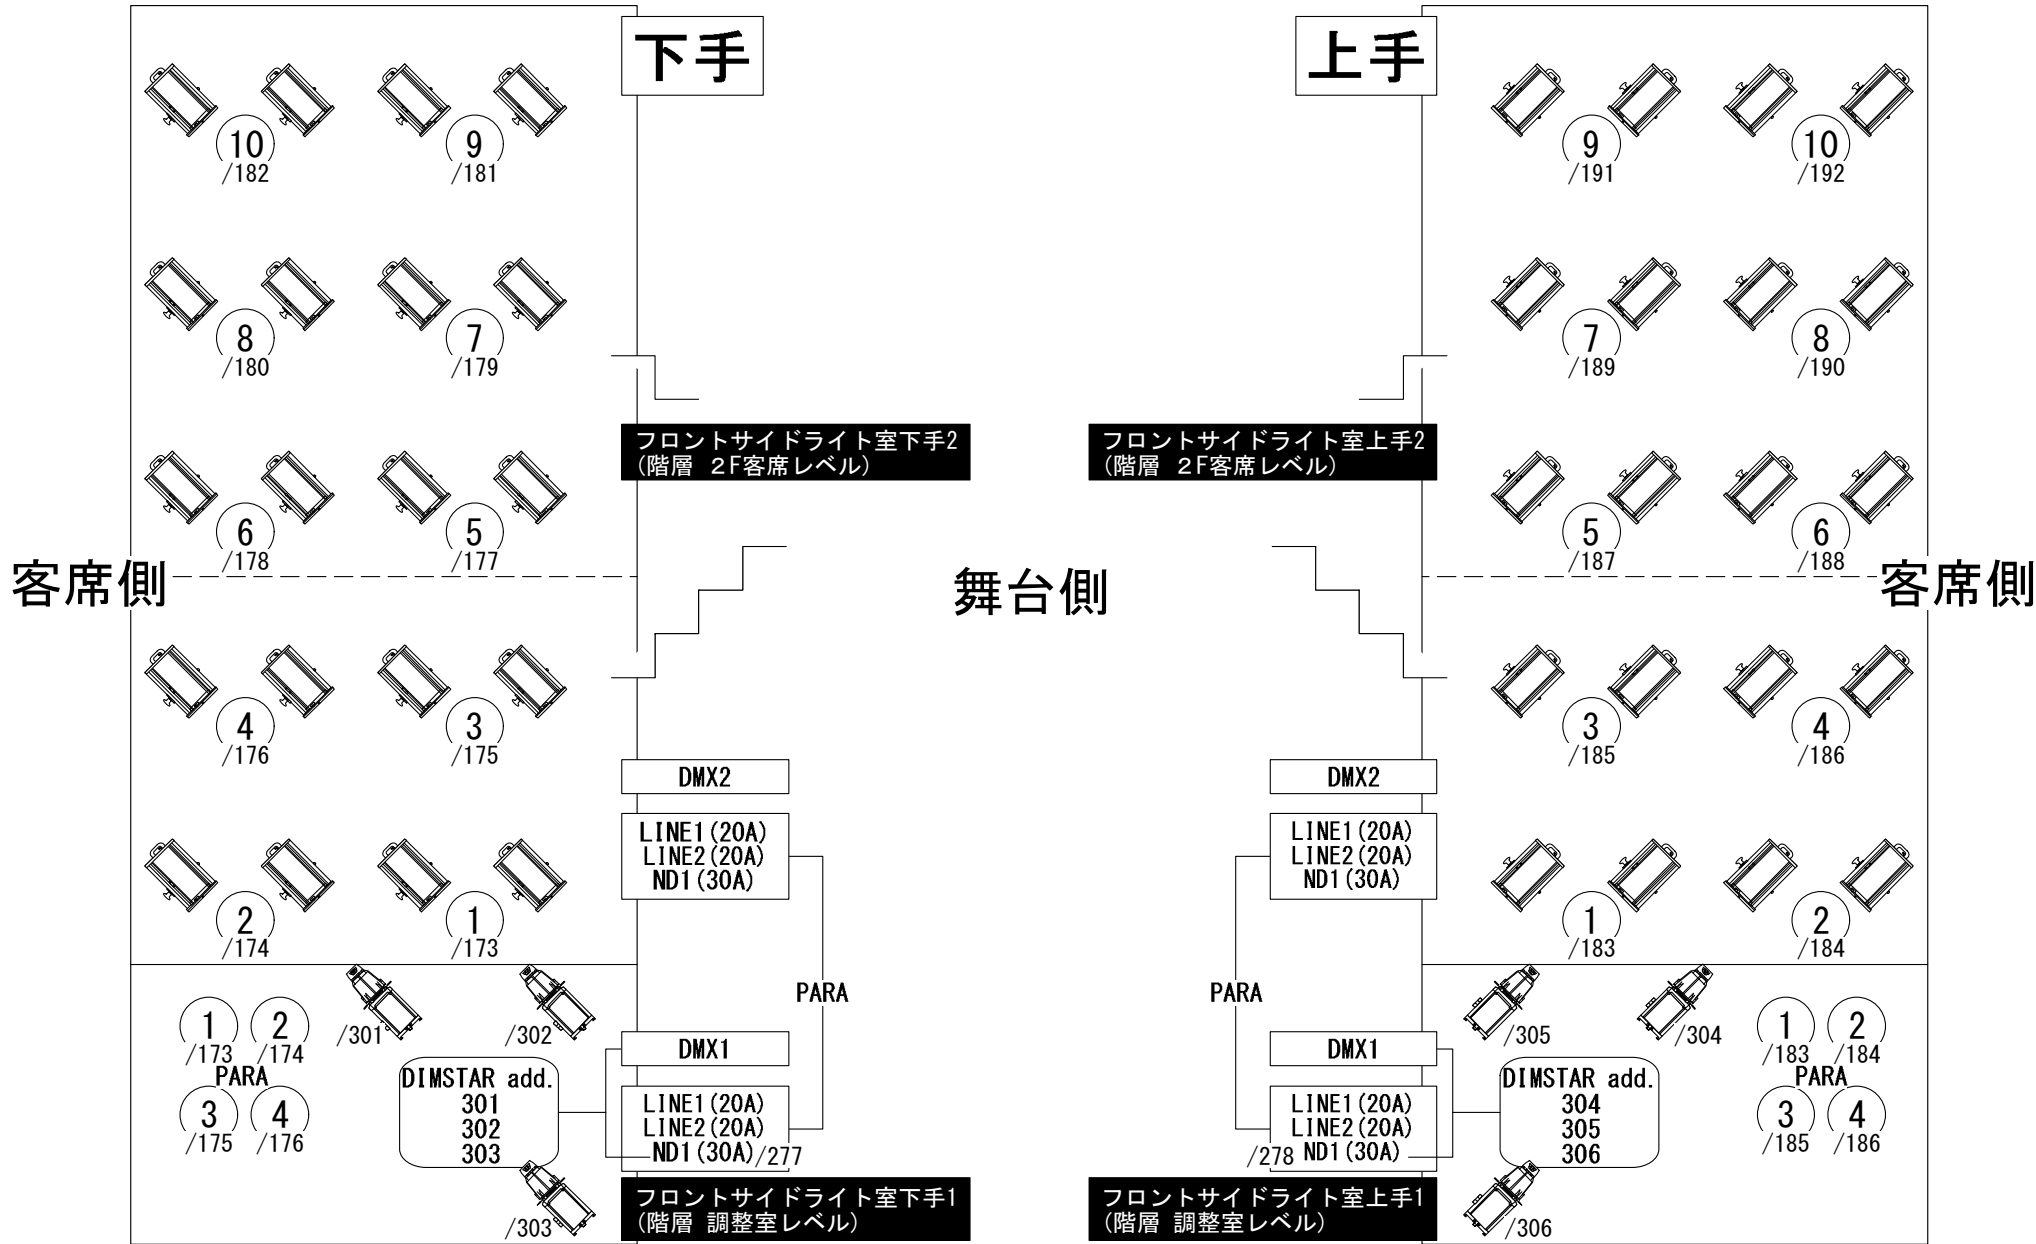 下手
上手
10
/182
9
/181
9
/191
10
/192
8
/180
7
/179
7
/189
8
/190
フロントサイドライト室下手2
(階層 2F客席レベル)
フロントサイドライト室上手2
(階層 2F客席レベル)
6
/178
5
/177
5
/187
6
/188
客席側
舞台側
客席側
4
/176
3
/175
3
/185
4
/186
DMX2
LINE1(20A)
LINE2(20A)
ND1(30A)
DMX2
LINE1(20A)
LINE2(20A)
ND1(30A)
2
/174
1
/173
1
/183
2
/184
PARA
PARA
1
/173
2
/174
PARA
3
/175
4
/176
/301
/302
DIMSTAR add.
301
302
303
/303
DMX1
LINE1(20A)
LINE2(20A)
ND1(30A)/277
フロントサイドライト室下手1
(階層 調整室レベル)
DMX1
LINE1(20A)
LINE2(20A)
/278 ND1(30A)
フロントサイドライト室上手1
(階層 調整室レベル)
/305
/304
DIMSTAR add.
304
305
306
/306
1
/183
2
/184
PARA
3
/185
4
/186